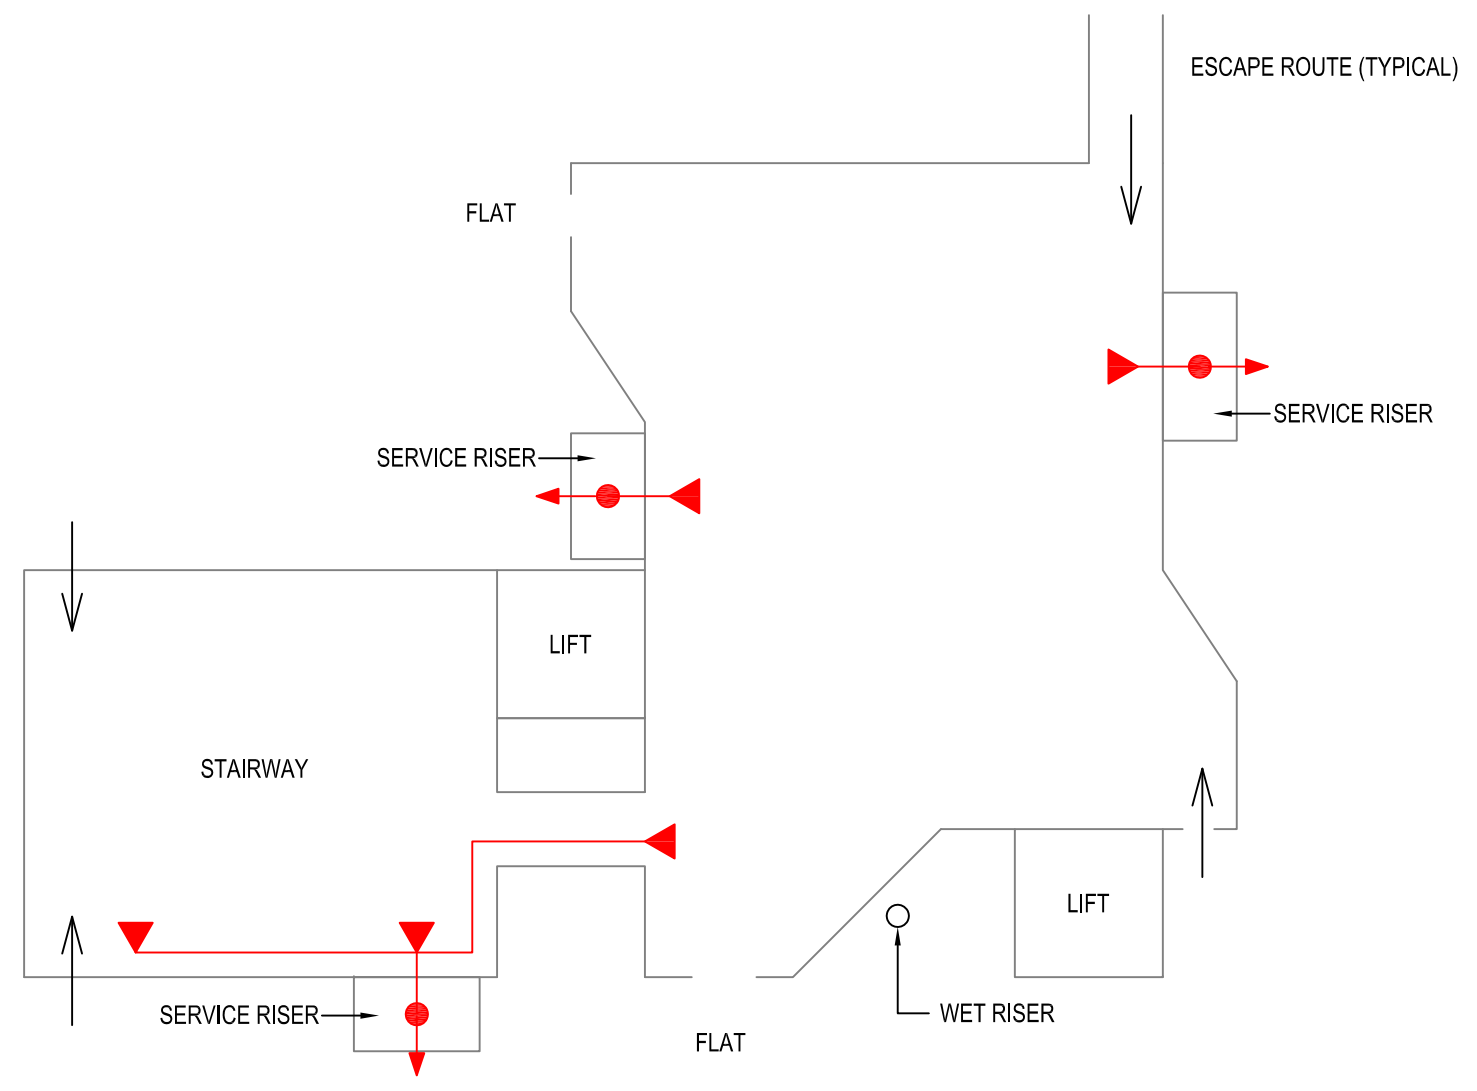 ESCAPE ROUTE (TYPICAL)
FLAT
SERVICE RISER
SERVICE RISER
LIFT
STAIRWAY
LIFT
SERVICE RISER
WET RISER
FLAT